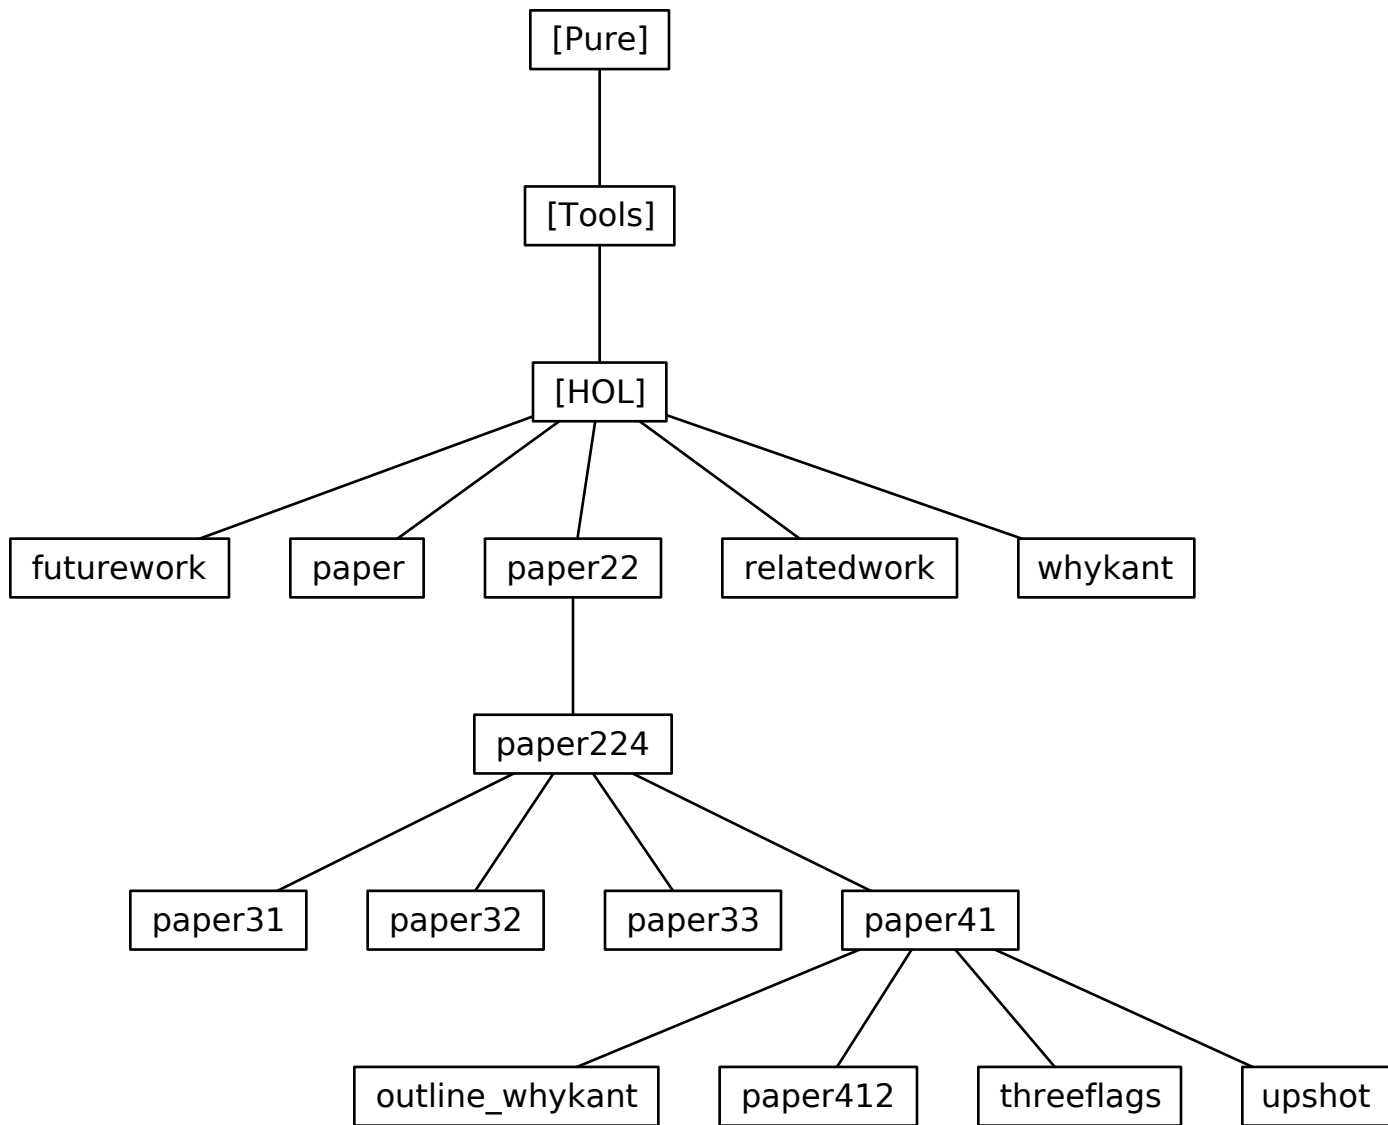 [Pure]
[Tools]
[HOL]
futurework paper paper22 relatedwork whykant
paper224
paper31 paper32 paper33 paper41
outline_whykant paper412 threeflags upshot